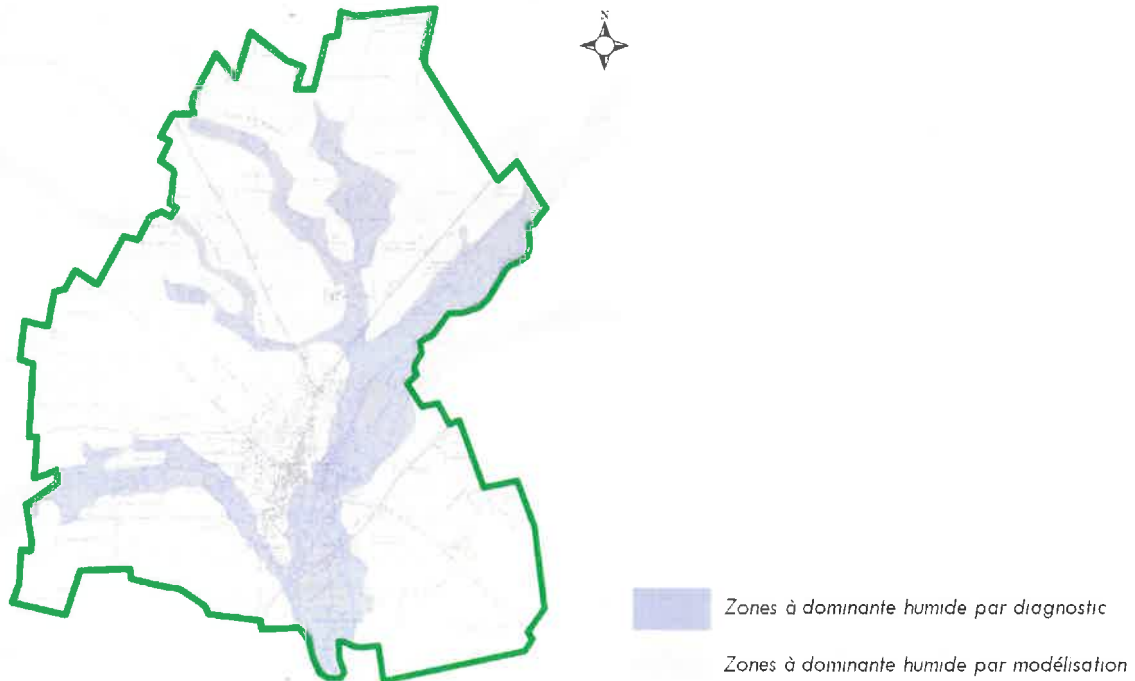 N
Zones à dominante humide par diagnostic
Zones à dominante humide par modélisation